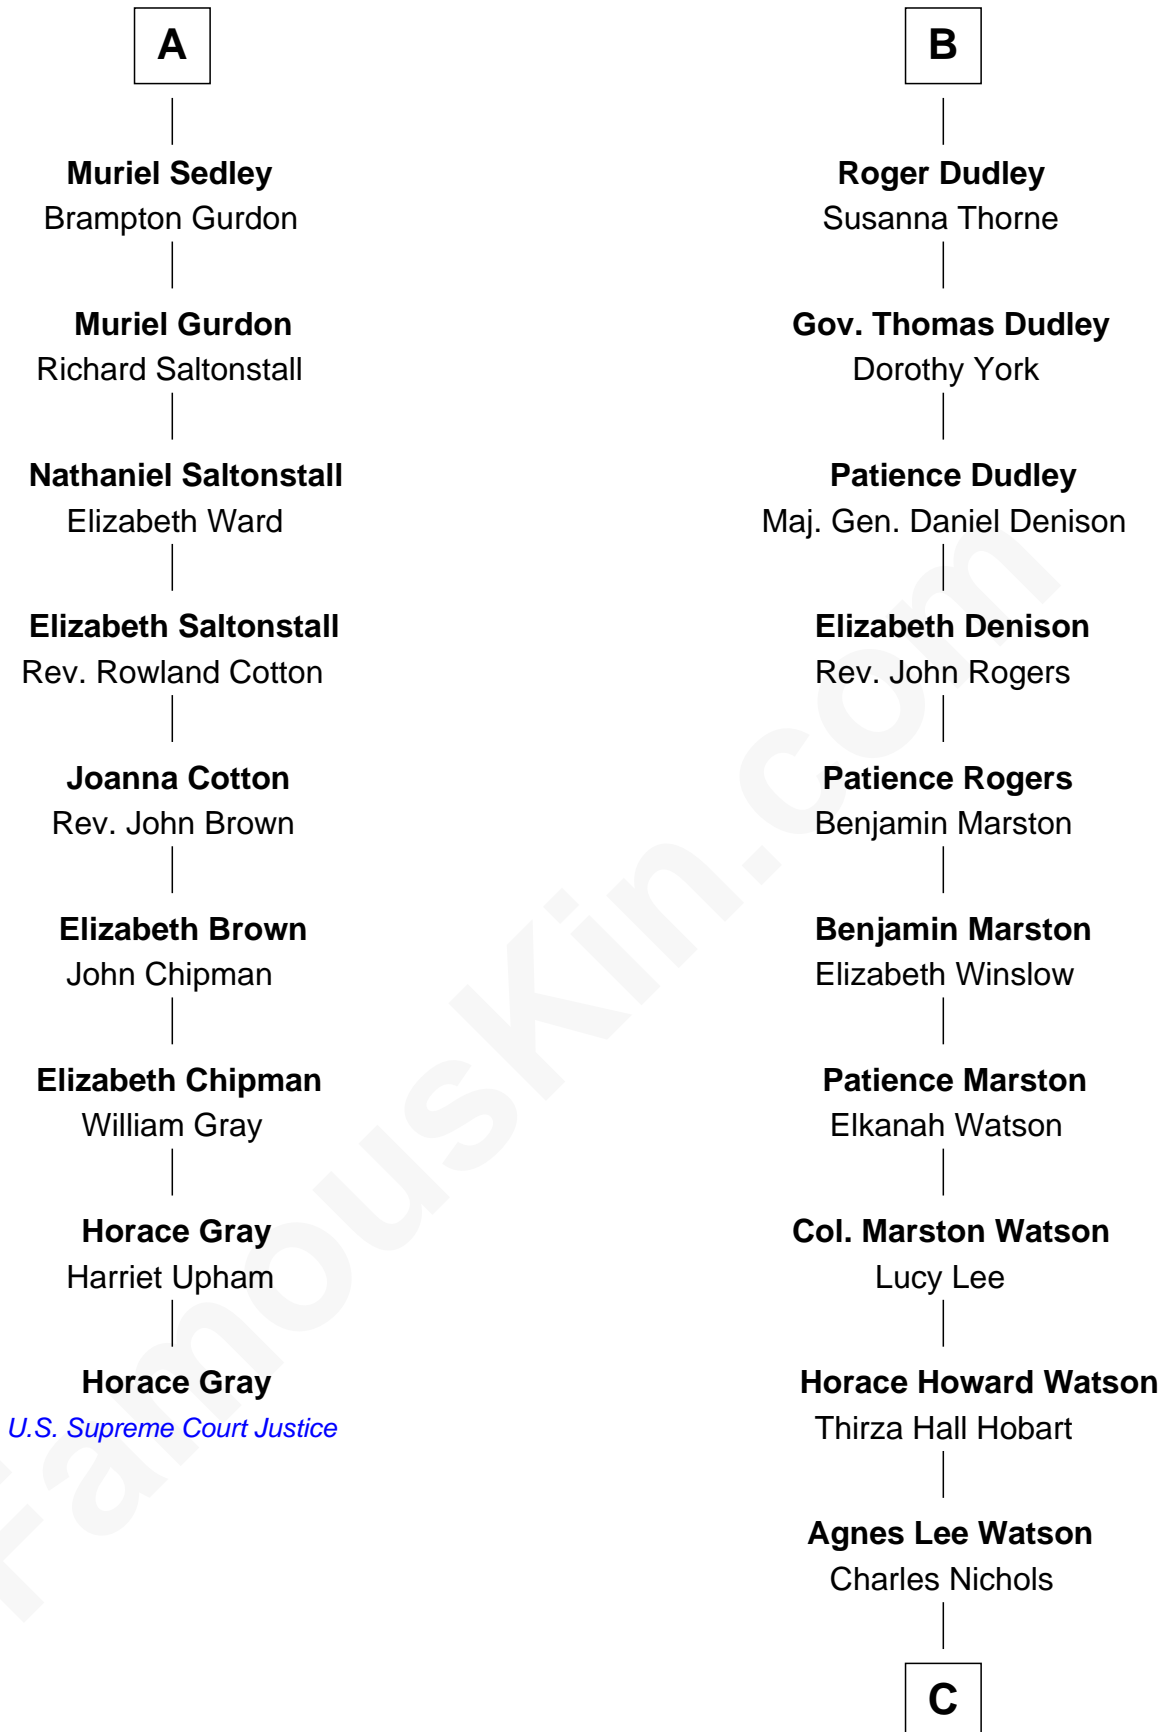 A
Muriel Sedley
Brampton Gurdon
Muriel Gurdon
Richard Saltonstall
Nathaniel Saltonstall
Elizabeth Ward
Elizabeth Saltonstall
Rev. Rowland Cotton
Joanna Cotton
Rev. John Brown
Elizabeth Brown
John Chipman
Elizabeth Chipman
William Gray
Horace Gray
Harriet Upham
Horace Gray
U.S. Supreme Court Justice
B
Roger Dudley
Susanna Thorne
Gov. Thomas Dudley
Dorothy York
Patience Dudley
Maj. Gen. Daniel Denison
Elizabeth Denison
Rev. John Rogers
Patience Rogers
Benjamin Marston
Benjamin Marston
Elizabeth Winslow
Patience Marston
Elkanah Watson
Col. Marston Watson
Lucy Lee
Horace Howard Watson
Thirza Hall Hobart
Agnes Lee Watson
Charles Nichols
C
FamousKin.com